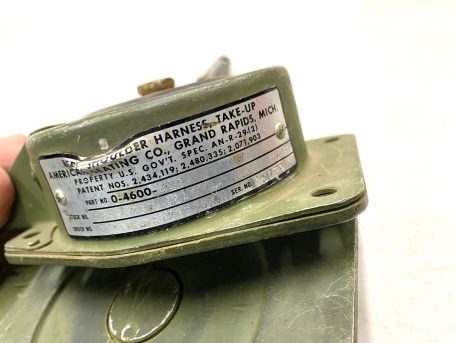 SHOULDER HARNESS, TAKE-UP
AMERICAN SEATING CO., GRAND RAPIDS, MICH.
PROPERTY U.S. GOV'T. SPEC. AN-R-29-(2)
PATENT NOS. 2,434,119; 2,480,335; 2,071,903
PART NO. 0-4600-
STOCK NO. SER. NO.
ORDER NO.